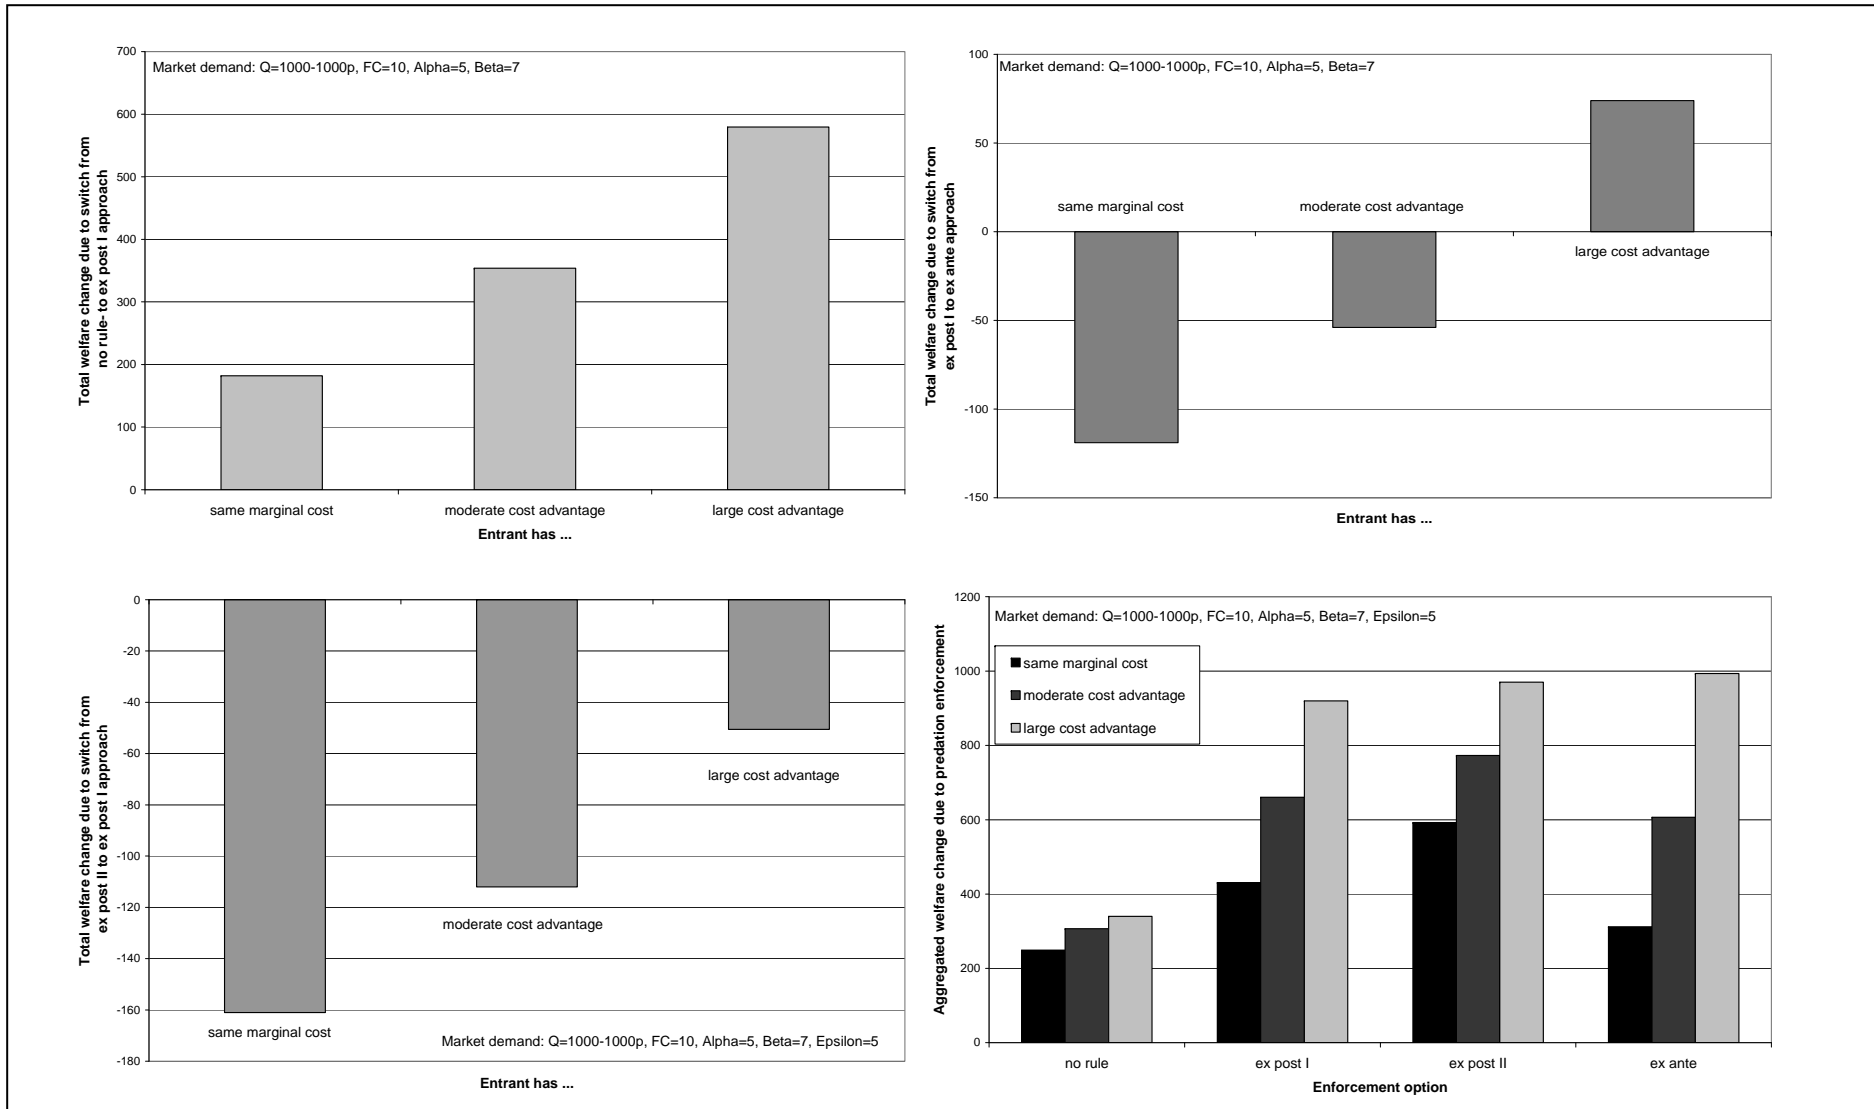 Market demand: Q=1000-1000p, FC=10, Alpha=5, Beta=7
Total welfare change due to switch from
no rule- to ex post I approach
700
600
500
400
300
200
100
0
same marginal cost
moderate cost advantage
large cost advantage
Entrant has ...
Market demand: Q=1000-1000p, FC=10, Alpha=5, Beta=7
Total welfare change due to switch from
ex post I to ex ante approach
100
50
0
-50
-100
-150
same marginal cost
moderate cost advantage
large cost advantage
Entrant has ...
Total welfare change due to switch from
ex post II to ex post I approach
0
-20
-40
-60
-80
-100
-120
-140
-160
-180
large cost advantage
moderate cost advantage
same marginal cost
Market demand: Q=1000-1000p, FC=10, Alpha=5, Beta=7, Epsilon=5
Entrant has ...
Market demand: Q=1000-1000p, FC=10, Alpha=5, Beta=7, Epsilon=5
Aggregated welfare change due to predation enforcement
1200
1000
800
600
400
200
0
same marginal cost
moderate cost advantage
large cost advantage
no rule
ex post I
ex post II
ex ante
Enforcement option